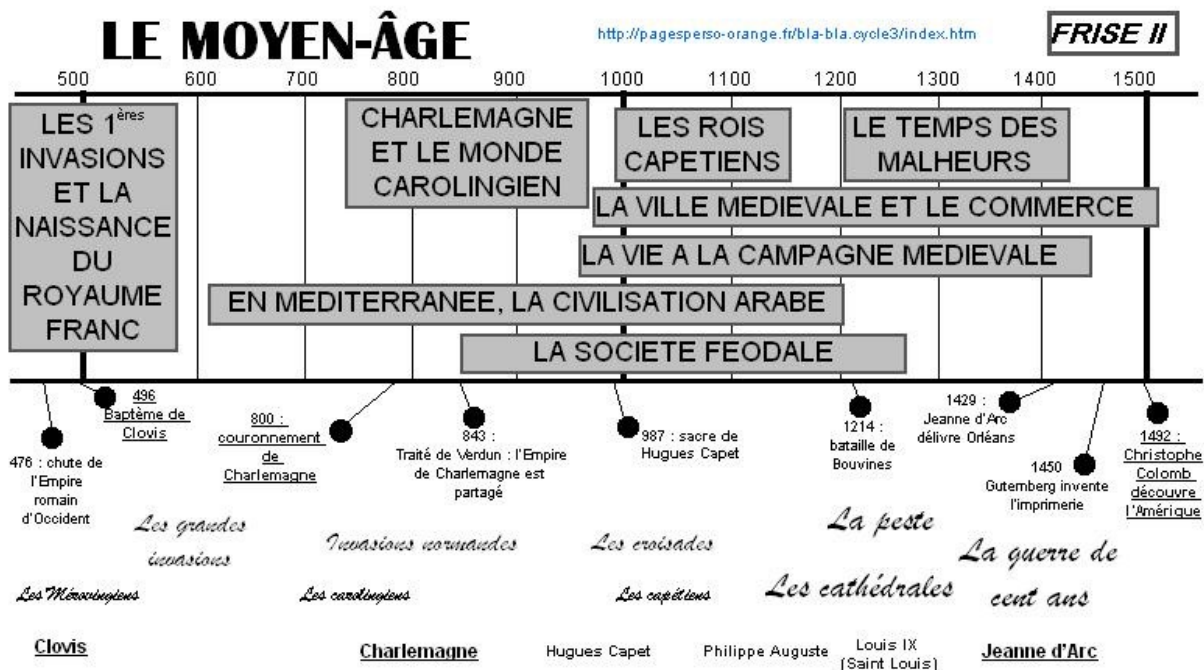 LE MOYEN-ÂGE
http://pagesperso-orange.fr/bla-bla.cycle3/index.htm
FRISE II
500 600 700 800 900 1000 1100 1200 1300 1400 1500
LES 1ères
INVASIONS
ET LA
NAISSANCE
DU
ROYAUME
FRANC
CHARLEMAGNE
ET LE MONDE
CAROLINGIEN
LES ROIS
CAPETIENS
LE TEMPS DES
MALHEURS
LA VILLE MEDIEVALE ET LE COMMERCE
LA VIE A LA CAMPAGNE MEDIEVALE
EN MEDITERRANEE, LA CIVILISATION ARABE
LA SOCIETE FEODALE
476 : chute de
l'Empire
romain
d'Occident
496
Baptème de
Clovis
800 :
couronnement
de
Charlemagne
843 :
Traité de Verdun : l'Empire
de Charlemagne est
partagé
987 : sacre de
Hugues Capet
1214 :
bataille de
Bouvines
1429 :
Jeanne d'Arc
délivre Orléans
1450
Gutemberg invente
l'imprimerie
1492 :
Christophe
Colomb
découvre
l'Amérique
Les grandes
invasions
Invasions normandes
Les croisades
La peste
La guerre de
cent ans
Les Mérovingiens
Les carolingiens
Les capétiens
Les cathédrales
Clovis
Charlemagne
Hugues Capet
Philippe Auguste
Louis IX
(Saint Louis)
Jeanne d'Arc